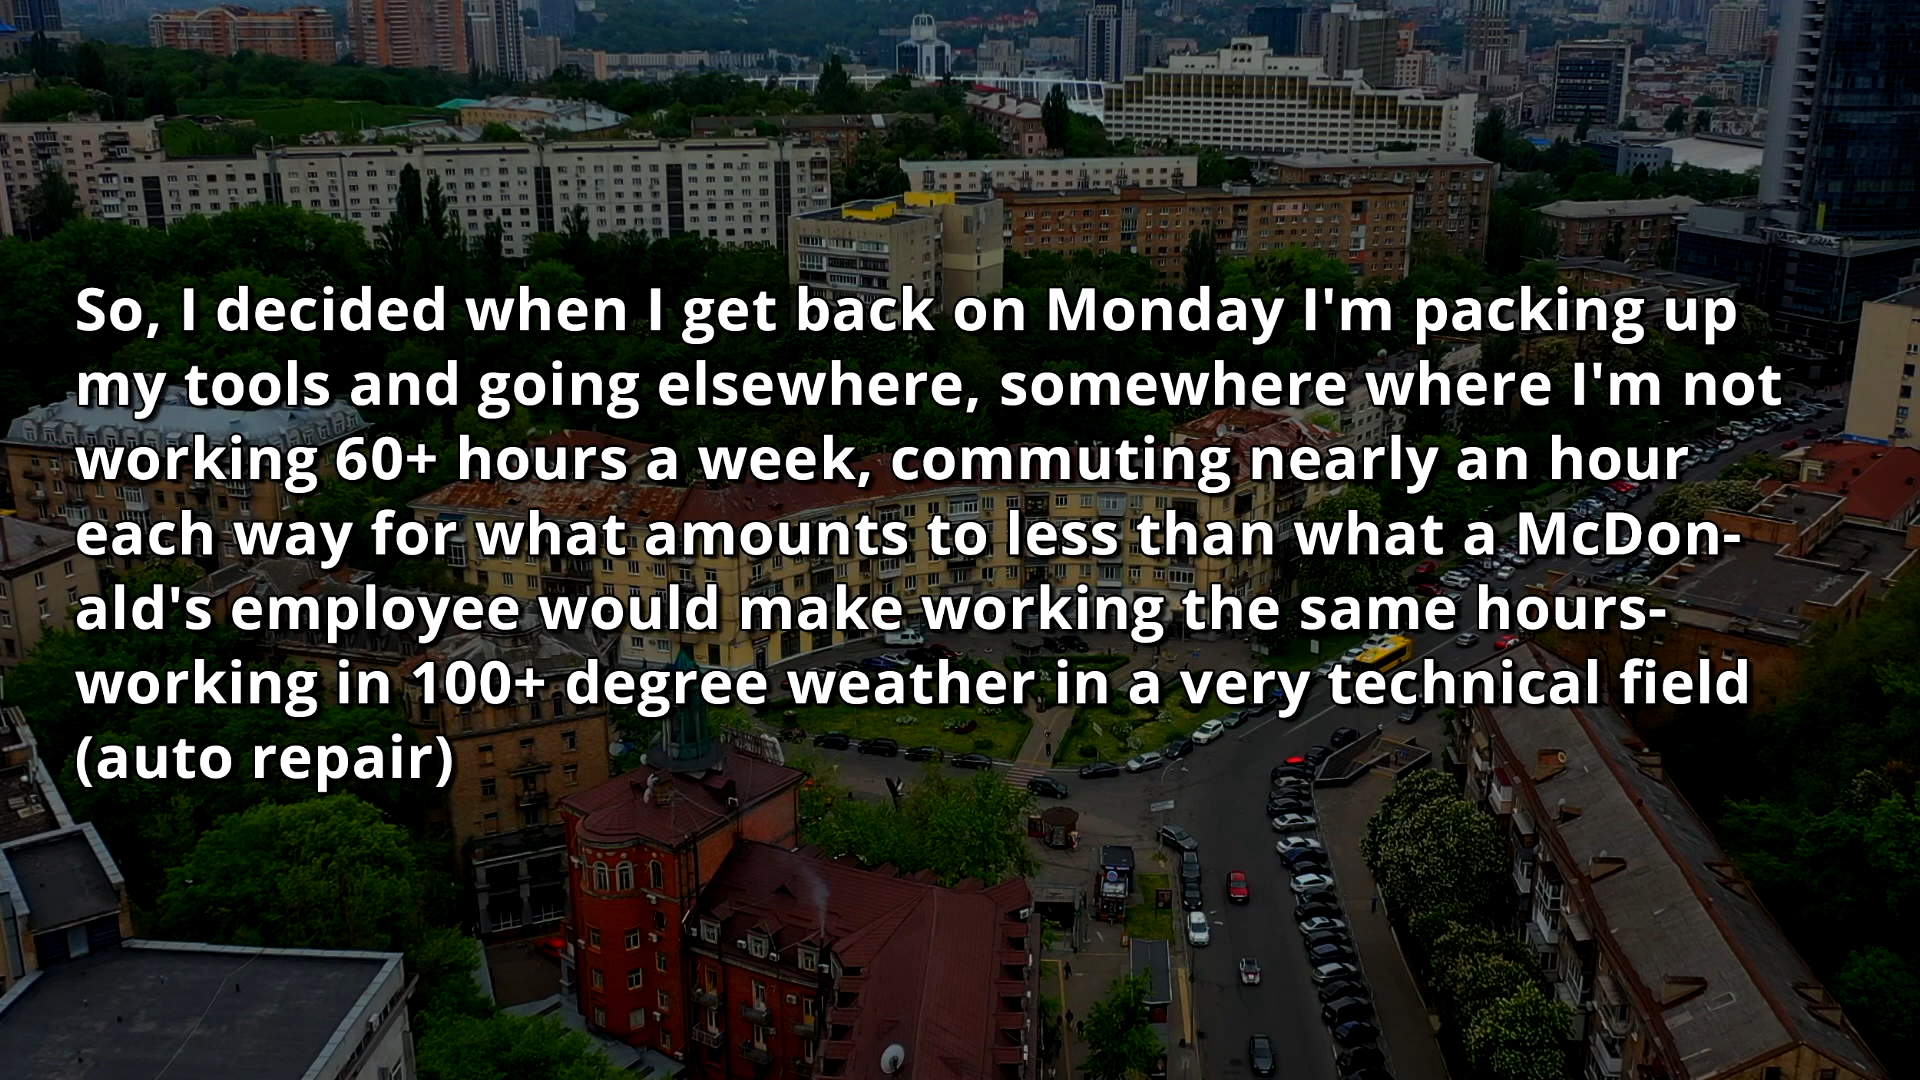 So, I decided when I get back on Monday I'm packing up
my tools and going elsewhere, somewhere where I'm not
working 60+ hours a week, commuting nearly an hour
each way for what amounts to less than what a McDon-
ald's employee would make working the same hours-
working in 100+ degree weather in a very technical field
(auto repair)